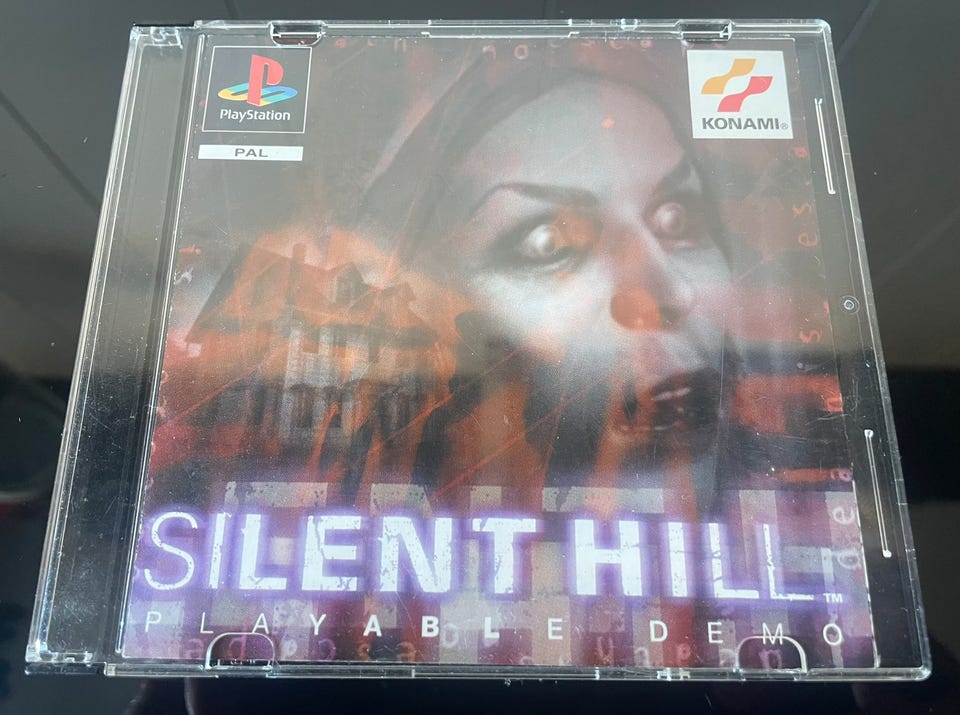 PlayStation
PAL
KONAMI®
SILENT HILL™
PLAYABLE DEMO